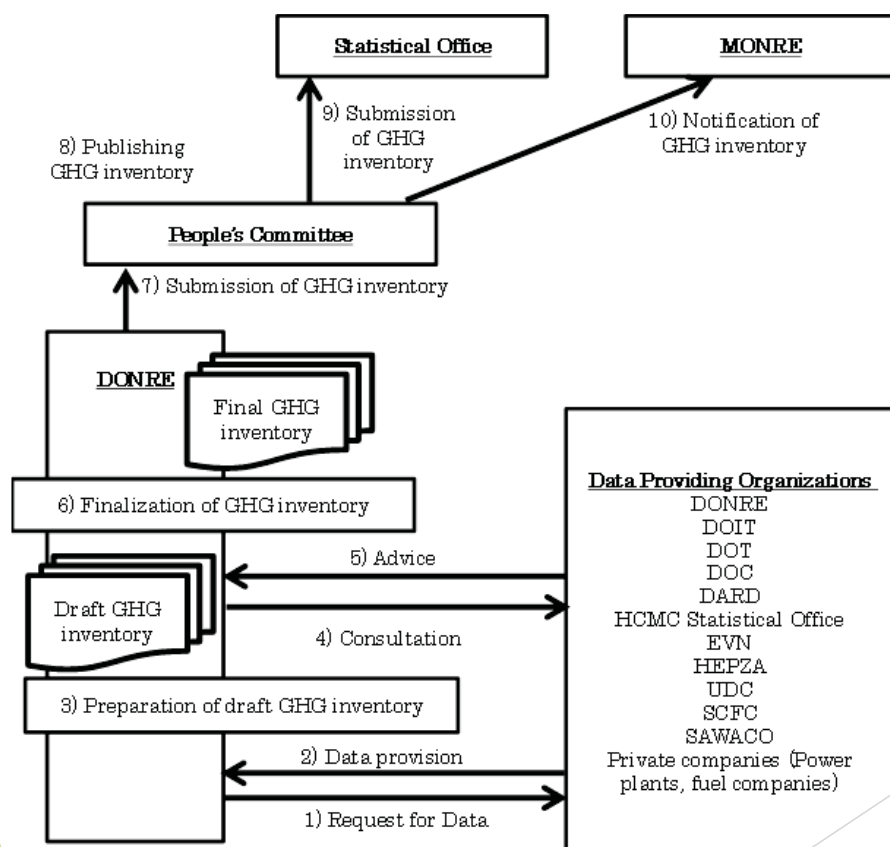 Statistical Office
MONRE
9) Submission
of GHG
inventory
10) Notification of
GHG inventory
8) Publishing
GHG inventory
People's Committee
7) Submission of GHG inventory
DONRE
Final GHG
inventory
6) Finalization of GHG inventory
Draft GHG
inventory
5) Advice
4) Consultation
3) Preparation of draft GHG inventory
2) Data provision
1) Request for Data
Data Providing Organizations
DONRE
DOIT
DOT
DOC
DARD
HCMC Statistical Office
EVN
HEPZA
UDC
SCFC
SAWACO
Private companies (Power
plants, fuel companies)